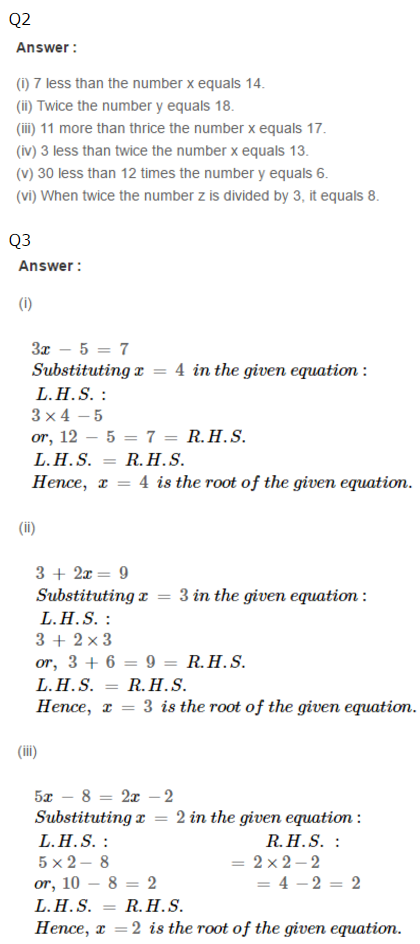 Q2
Answer :
(i) 7 less than the number x equals 14.
(ii) Twice the number y equals 18.
(iii) 11 more than thrice the number x equals 17.
(iv) 3 less than twice the number x equals 13.
(v) 30 less than 12 times the number y equals 6.
(vi) When twice the number z is divided by 3, it equals 8.
Q3
Answer :
(i)
3x − 5 = 7
Substituting x = 4 in the given equation :
L.H.S. :
3 × 4 − 5
or, 12 − 5 = 7 = R.H.S.
L.H.S. = R.H.S.
Hence, x = 4 is the root of the given equation.
(ii)
3 + 2x = 9
Substituting x = 3 in the given equation :
L.H.S. :
3 + 2 × 3
or, 3 + 6 = 9 = R.H.S.
L.H.S. = R.H.S.
Hence, x = 3 is the root of the given equation.
(iii)
5x − 8 = 2x − 2
Substituting x = 2 in the given equation :
L.H.S. : R.H.S. :
5 × 2 − 8 = 2 × 2 − 2
or, 10 − 8 = 2 = 4 − 2 = 2
L.H.S. = R.H.S.
Hence, x = 2 is the root of the given equation.